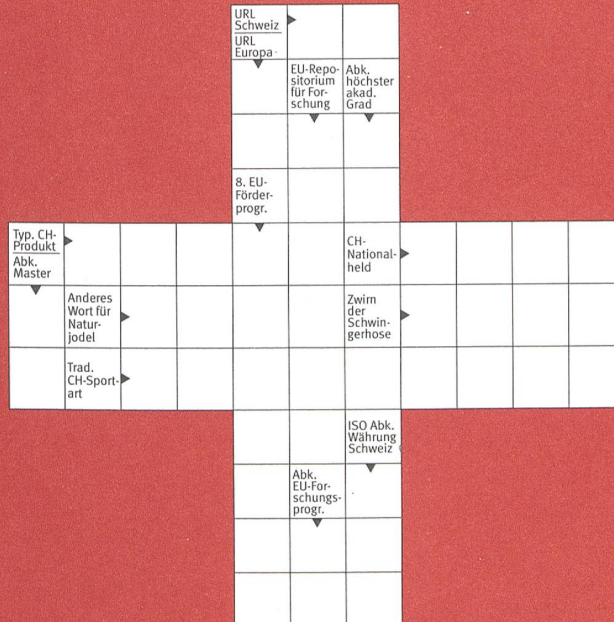 URL
Schweiz
URL
Europa
EU-Repo-
sitorium
für For-
schung
Abk.
höchster
akad.
Grad
8. EU-
Förder-
progr.
Typ. CH-
Produkt
Abk.
Master
CH-
National-
held
Anderes
Wort für
Natur-
jodel
Zwirn
der
Schwin-
gerhose
Trad.
CH-Sport-
art
ISO Abk.
Währung
Schweiz
Abk.
EU-For-
schungs-
progr.